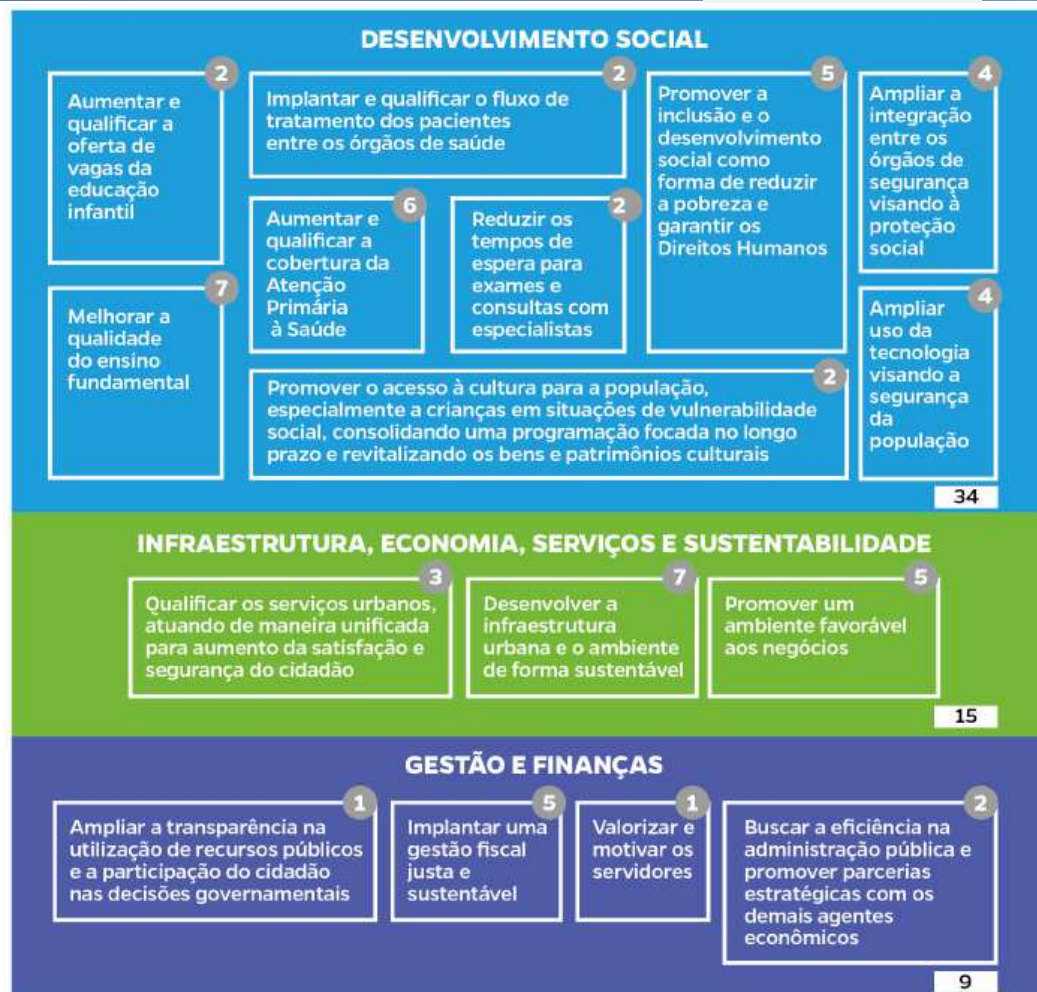 DESENVOLVIMENTO SOCIAL
2
Aumentar e
qualificar a
oferta de
vagas da
educação
infantil
2
Implantar e qualificar o fluxo de
tratamento dos pacientes
entre os órgãos de saúde
5
Promover a
inclusão e o
desenvolvimento
social como
forma de reduzir
a pobreza e
garantir os
Direitos Humanos
4
Ampliar a
integração
entre os
órgãos de
segurança
visando à
proteção
social
6
Aumentar e
qualificar a
cobertura da
Atenção
Primária
à Saúde
2
Reduzir os
tempos de
espera para
exames e
consultas com
especialistas
7
Melhorar a
qualidade
do ensino
fundamental
4
Ampliar
uso da
tecnologia
visando a
segurança
da
população
2
Promover o acesso à cultura para a população,
especialmente a crianças em situações de vulnerabilidade
social, consolidando uma programação focada no longo
prazo e revitalizando os bens e patrimônios culturais
34
INFRAESTRUTURA, ECONOMIA, SERVIÇOS E SUSTENTABILIDADE
3
Qualificar os serviços urbanos,
atuando de maneira unificada
para aumento da satisfação e
segurança do cidadão
7
Desenvolver a
infraestrutura
urbana e o ambiente
de forma sustentável
5
Promover um
ambiente favorável
aos negócios
15
GESTÃO E FINANÇAS
1
Ampliar a transparência na
utilização de recursos públicos
e a participação do cidadão
nas decisões governamentais
5
Implantar uma
gestão fiscal
justa e
sustentável
1
Valorizar e
motivar os
servidores
2
Buscar a eficiência na
administração pública e
promover parcerias
estratégicas com os
demais agentes
econômicos
9